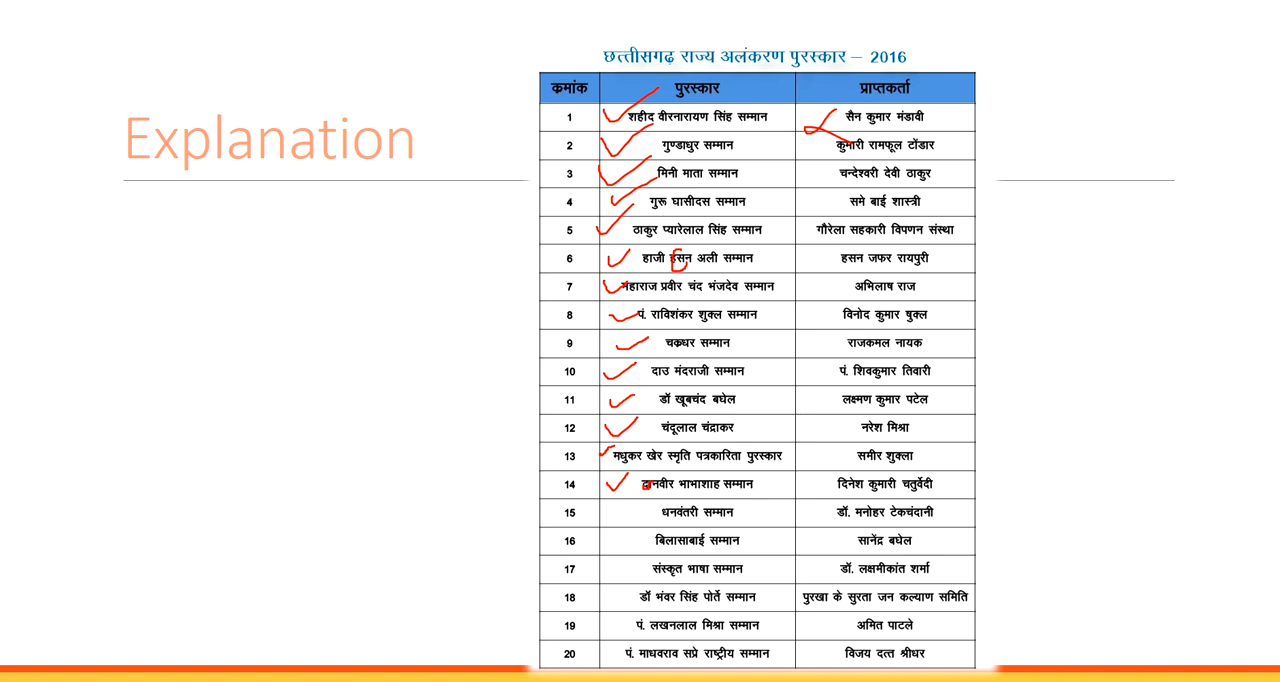 Explanation
छत्तीसगढ़ राज्य अलंकरण पुरस्कार – 2016
क्रमांक पुरस्कार प्राप्तकर्ता
1 शहीद वीरनारायण सिंह सम्मान सैन कुमार मंडावी
2 गुण्डाधुर सम्मान कुमारी रामफूल टोंडार
3 मिनी माता सम्मान चन्देश्वरी देवी ठाकुर
4 गुरू घासीदस सम्मान समे बाई शास्त्री
5 ठाकुर प्यारेलाल सिंह सम्मान गौरेला सहकारी विपणन संस्था
6 हाजी हसन अली सम्मान हसन जफर रायपुरी
7 महाराज प्रवीर चंद भंजदेव सम्मान अभिलाष राज
8 पं. राविशंकर शुक्ल सम्मान विनोद कुमार षुक्ल
9 चक्रधर सम्मान राजकमल नायक
10 दाउ मंदराजी सम्मान पं. शिवकुमार तिवारी
11 डॉ खूबचंद बघेल लक्ष्मण कुमार पटेल
12 चंदूलाल चंद्राकर नरेश मिश्रा
13 मधुकर खेर स्मृति पत्रकारिता पुरस्कार समीर शुक्ला
14 दानवीर भाभाशाह सम्मान दिनेश कुमारी चतुर्वेदी
15 धनवंतरी सम्मान डॉ. मनोहर टेकचंदानी
16 बिलासाबाई सम्मान सानेंद्र बघेल
17 संस्कृत भाषा सम्मान डॉ. लक्षमीकांत शर्मा
18 डॉ भंवर सिंह पोर्ते सम्मान पुरखा के सुरता जन कल्याण समिति
19 पं. लखनलाल मिश्रा सम्मान अमित पाटले
20 पं. माधवराव सप्रे राष्ट्रीय सम्मान विजय दत्त श्रीधर